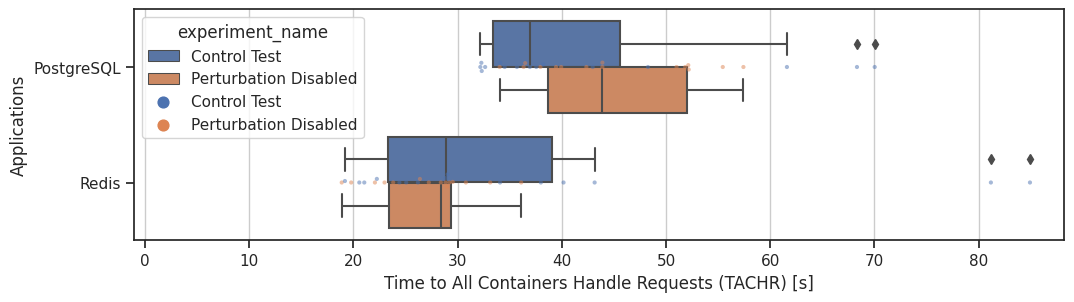 experiment_name
Control Test
Perturbation Disabled
Control Test
Perturbation Disabled
Applications
PostgreSQL
Redis
0 10 20 30 40 50 60 70 80
Time to All Containers Handle Requests (TACHR) [s]